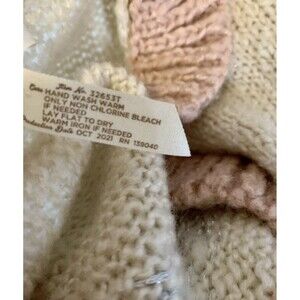 Item No. 32653T
Care HAND WASH WARM
ONLY NON CHLORINE BLEACH
IF NEEDED
LAY FLAT TO DRY
WARM IRON IF NEEDED
Production Date OCT 2021 RN 139040